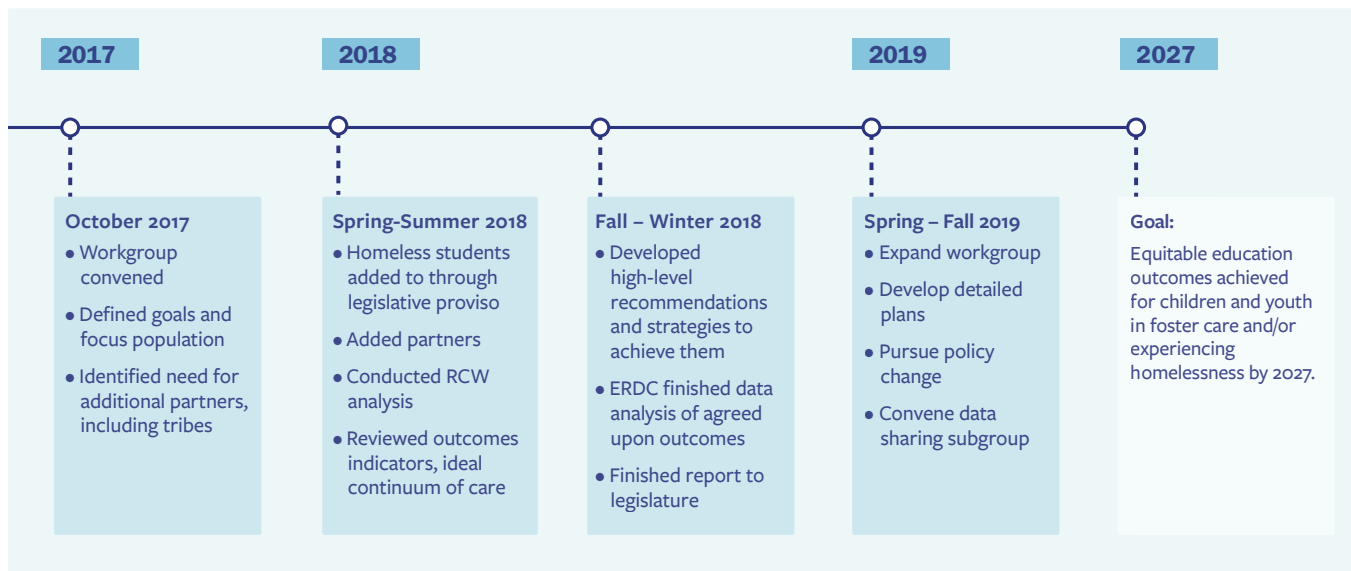 2017
2018
2019
2027
October 2017
• Workgroup
convened
• Defined goals and
focus population
• Identified need for
additional partners,
including tribes
Spring-Summer 2018
• Homeless students
added to through
legislative proviso
• Added partners
• Conducted RCW
analysis
• Reviewed outcomes
indicators, ideal
continuum of care
Fall – Winter 2018
• Developed
high-level
recommendations
and strategies to
achieve them
• ERDC finished data
analysis of agreed
upon outcomes
• Finished report to
legislature
Spring – Fall 2019
• Expand workgroup
• Develop detailed
plans
• Pursue policy
change
• Convene data
sharing subgroup
Goal:
Equitable education
outcomes achieved
for children and youth
in foster care and/or
experiencing
homelessness by 2027.